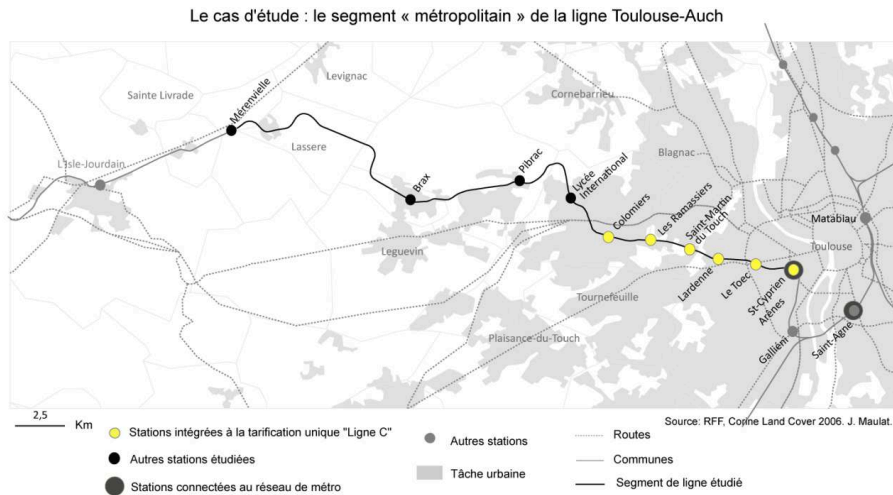 Le cas d'étude : le segment « métropolitain » de la ligne Toulouse-Auch
Levignac
Sainte Livrade
Mérenvielle
Cornebarrieu
Lassere
Blagnac
L'Isle-Jourdain
Pibrac
Lycée
International
Brax
Colomiers
Les Ramassiers
Saint-Martin
du Touch
Matabiau
Toulouse
Leguevin
Lardenne
Le Toec
St-Cyprien
Arènes
Tournefeuille
Plaisance-du-Touch
Galliéni
Saint-Agne
2,5
Km
Source: RFF, Corine Land Cover 2006. J. Maulat.
Stations intégrées à la tarification unique "Ligne C"
Autres stations étudiées
Stations connectées au réseau de métro
Autres stations
Tâche urbaine
Routes
Communes
Segment de ligne étudié